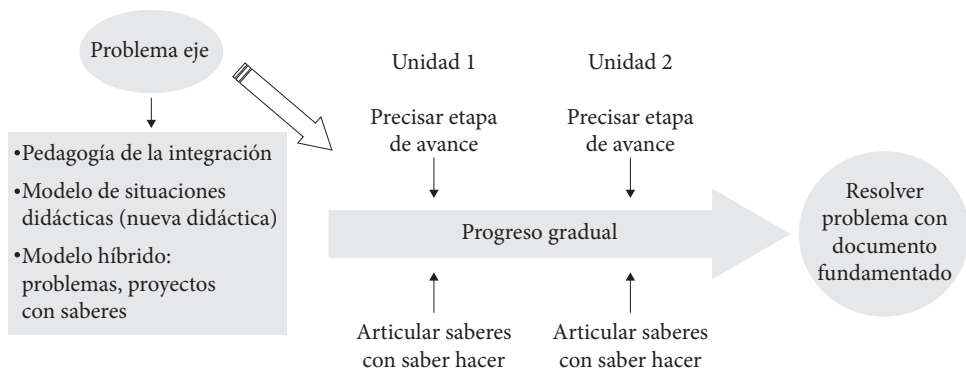 Problema eje
•Pedagogía de la integración
•Modelo de situaciones
didácticas (nueva didáctica)
•Modelo híbrido:
problemas, proyectos
con saberes
Unidad 1
Unidad 2
Precisar etapa
de avance
Precisar etapa
de avance
Progreso gradual
Articular saberes
con saber hacer
Articular saberes
con saber hacer
Resolver
problema con
documento
fundamentado